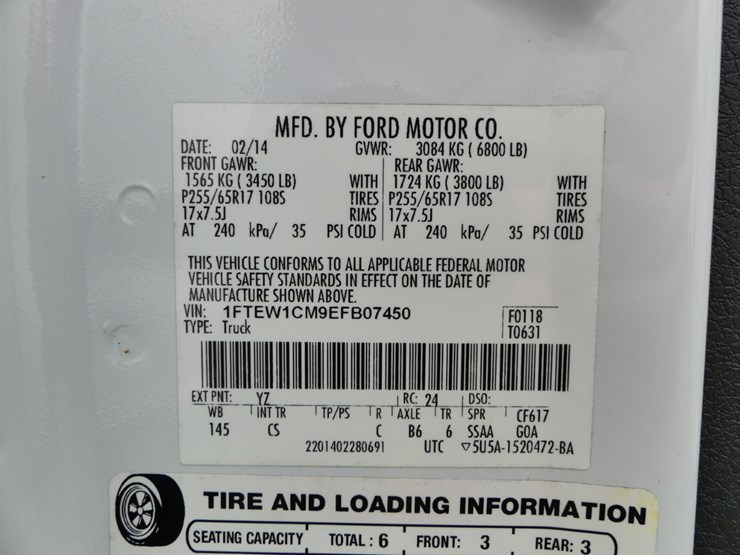 MFD. BY FORD MOTOR CO.
DATE: 02/14 GVWR: 3084 KG ( 6800 LB)
FRONT GAWR: REAR GAWR:
1565 KG ( 3450 LB) WITH 1724 KG ( 3800 LB) WITH
P255/65R17 108S TIRES P255/65R17 108S TIRES
17x7.5J RIMS 17x7.5J RIMS
AT 240 kPa/ 35 PSI COLD AT 240 kPa/ 35 PSI COLD
THIS VEHICLE CONFORMS TO ALL APPLICABLE FEDERAL MOTOR
VEHICLE SAFETY STANDARDS IN EFFECT ON THE DATE OF
MANUFACTURE SHOWN ABOVE.
VIN: 1FTEW1CM9EFB07450 F0118
TYPE: Truck T0631
EXT PNT: YZ RC: 24 DSO:
WB INT TR TP/PS R AXLE TR SPR CF617
145 CS C B6 6 SSAA GOA
2201402280691 UTC ▽5U5A-1520472-BA
TIRE AND LOADING INFORMATION
SEATING CAPACITY TOTAL : 6 FRONT: 3 REAR: 3